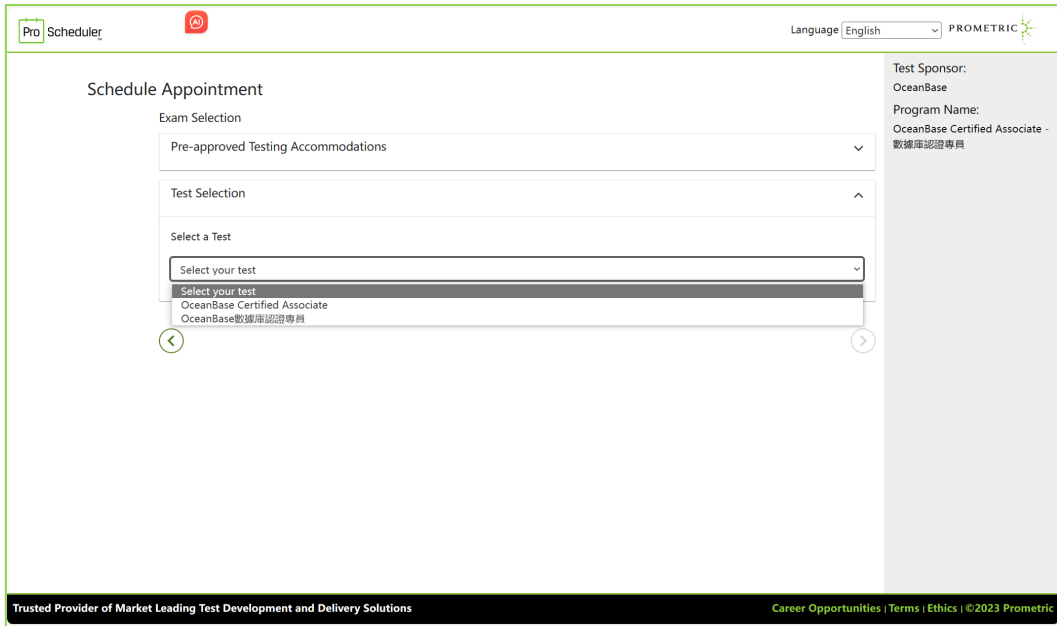 Pro Scheduler
AI
Language English
PROMETRIC
Test Sponsor:
OceanBase
Program Name:
OceanBase Certified Associate -
數據庫認證專員
Schedule Appointment
Exam Selection
Pre-approved Testing Accommodations
Test Selection
Select a Test
Select your test
Select your test
OceanBase Certified Associate
OceanBase數據庫認證專員
Trusted Provider of Market Leading Test Development and Delivery Solutions
Career Opportunities | Terms | Ethics | ©2023 Prometric